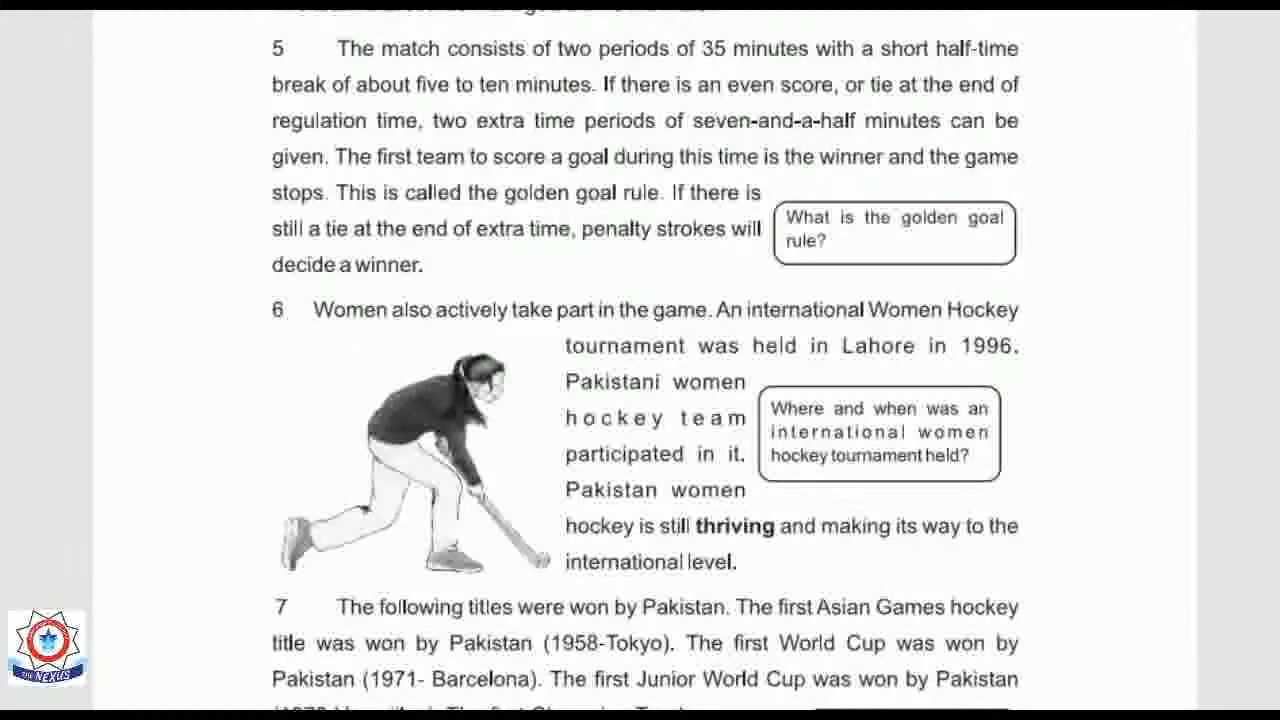 5 The match consists of two periods of 35 minutes with a short half-time
break of about five to ten minutes. If there is an even score, or tie at the end of
regulation time, two extra time periods of seven-and-a-half minutes can be
given. The first team to score a goal during this time is the winner and the game
stops. This is called the golden goal rule. If there is
still a tie at the end of extra time, penalty strokes will
decide a winner.
What is the golden goal
rule?
6 Women also actively take part in the game. An international Women Hockey
tournament was held in Lahore in 1996.
Pakistani women
hockey team
participated in it.
Pakistan women
hockey is still thriving and making its way to the
international level.
Where and when was an
international women
hockey tournament held?
7 The following titles were won by Pakistan. The first Asian Games hockey
title was won by Pakistan (1958-Tokyo). The first World Cup was won by
Pakistan (1971- Barcelona). The first Junior World Cup was won by Pakistan
THE NEXUS